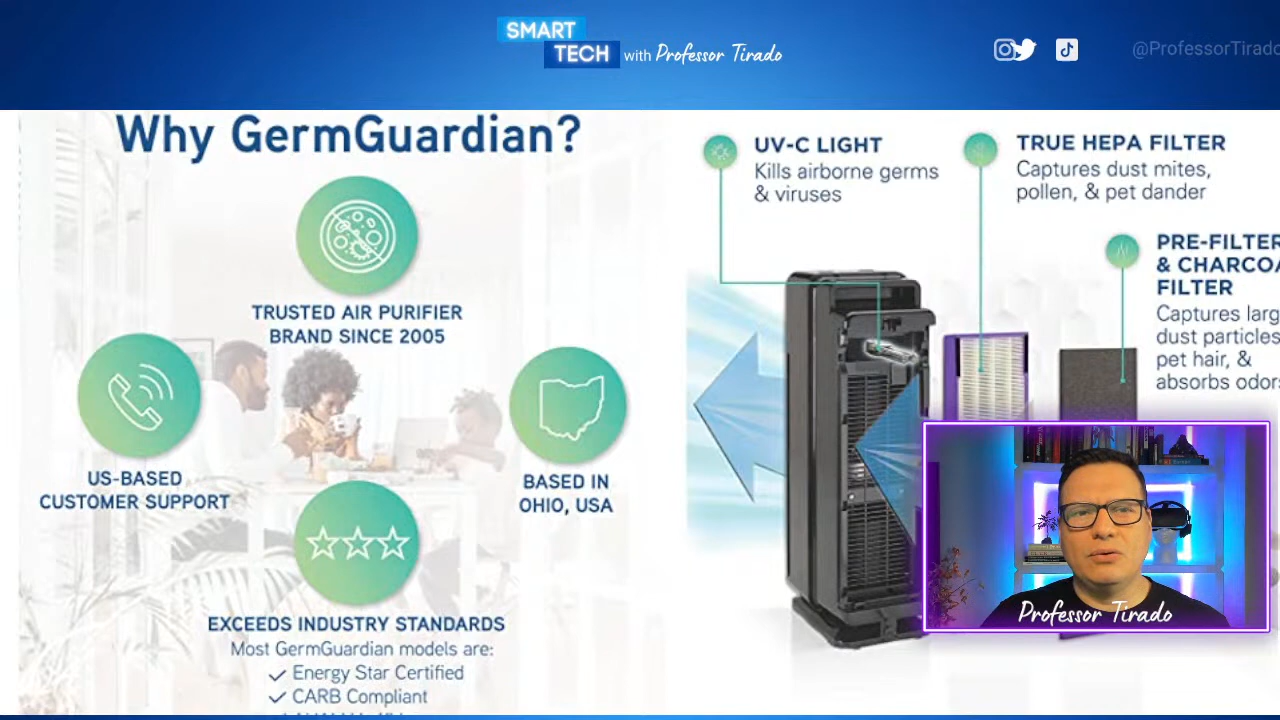 SMART
TECH with Professor Tirado
@ProfessorTirado
Why GermGuardian?
TRUSTED AIR PURIFIER
BRAND SINCE 2005
US-BASED
CUSTOMER SUPPORT
BASED IN
OHIO, USA
EXCEEDS INDUSTRY STANDARDS
Most GermGuardian models are:
Energy Star Certified
CARB Compliant
UV-C LIGHT
Kills airborne germs
& viruses
TRUE HEPA FILTER
Captures dust mites,
pollen, & pet dander
PRE-FILTER
& CHARCOA
FILTER
Captures larg
dust particles
pet hair, &
absorbs odors
Professor Tirado